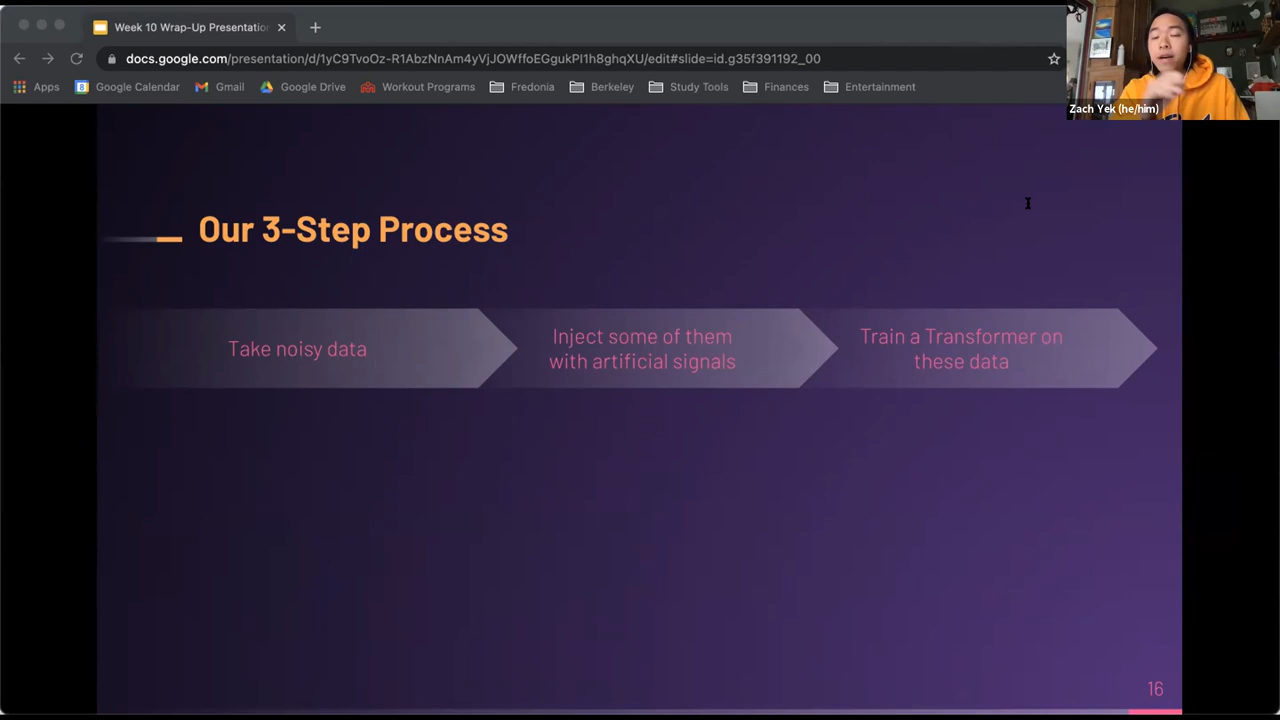 Week 10 Wrap-Up Presentation
docs.google.com/presentation/d/1yC9TvoOz-R1AbzNnAm4yVjJOWffoEGgukPI1h8ghqXU/edit#slide=id.g35f391192_00
Apps
8
Google Calendar
Gmail
Google Drive
Workout Programs
Fredonia
Berkeley
Study Tools
Finances
Entertainment
Zach Yek (he/him)
Our 3-Step Process
Take noisy data
Inject some of them
with artificial signals
Train a Transformer on
these data
16